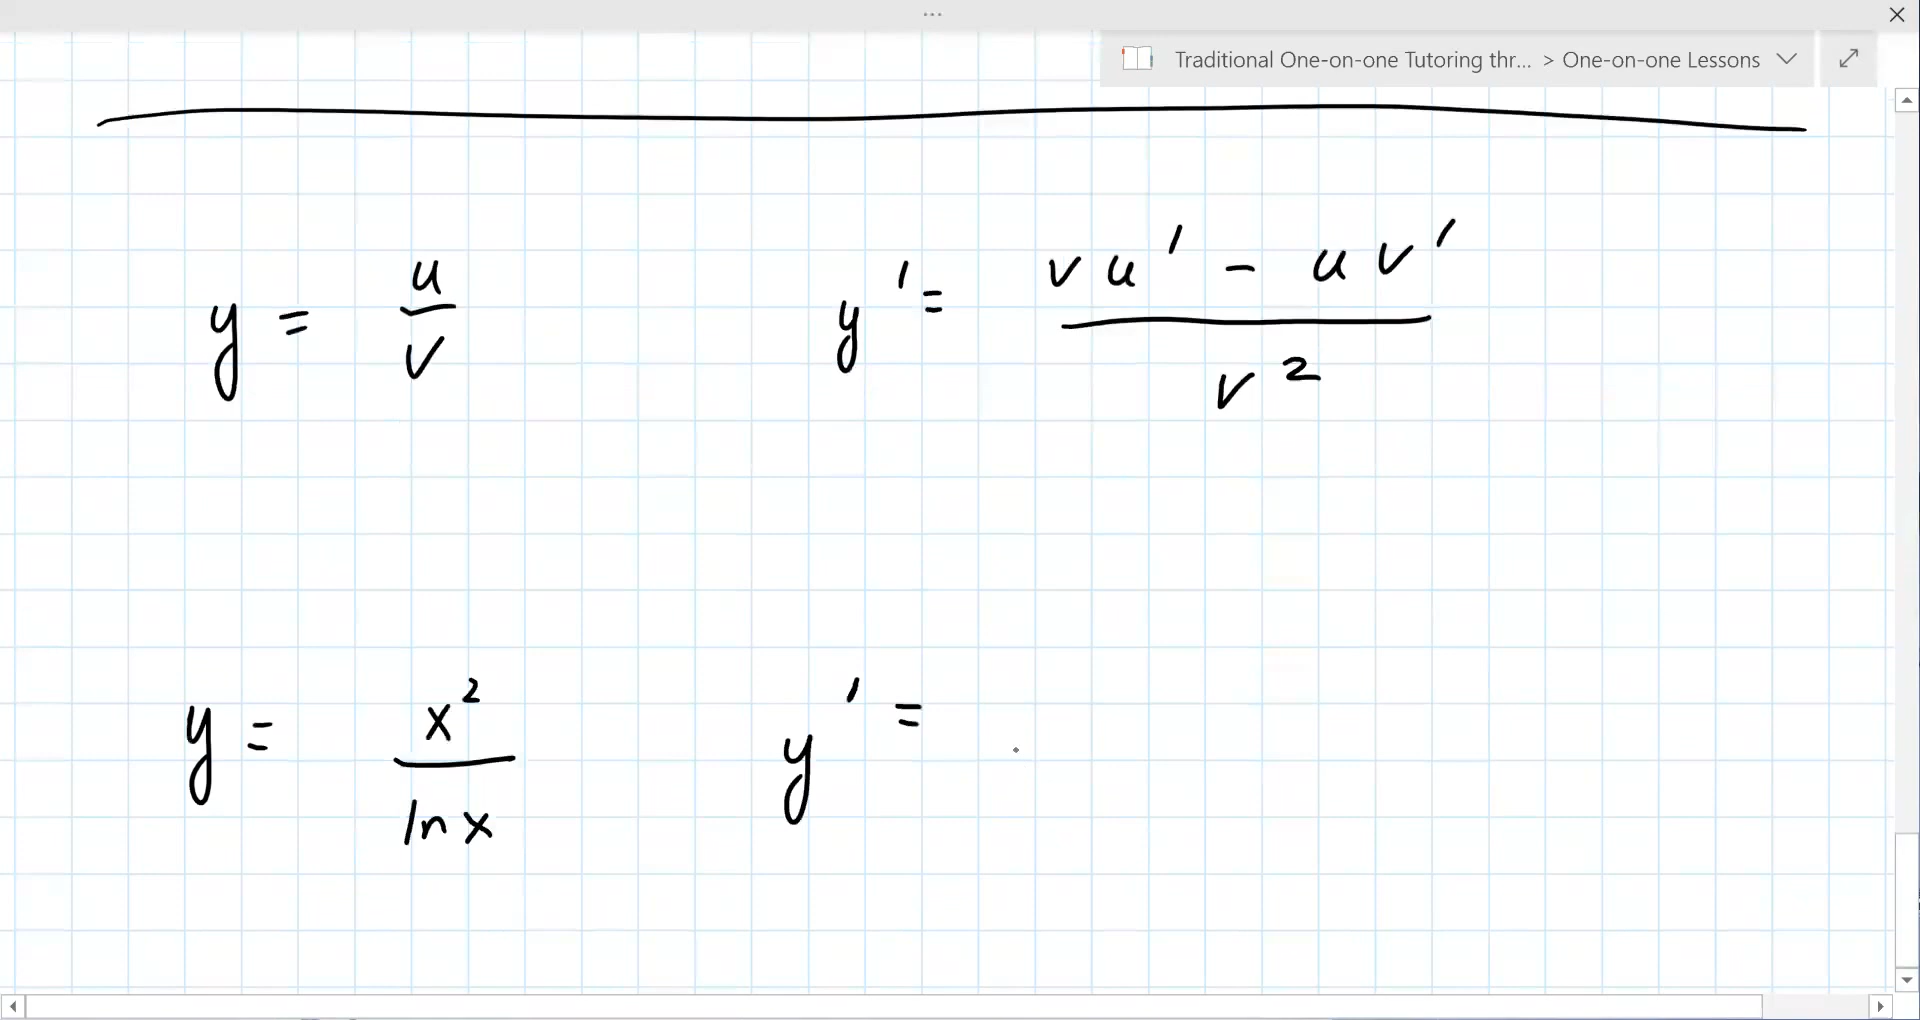 Traditional One-on-one Tutoring thr... > One-on-one Lessons
y = u/v    y' = (vu' - uv')/v²
y = x²/ln x    y' =